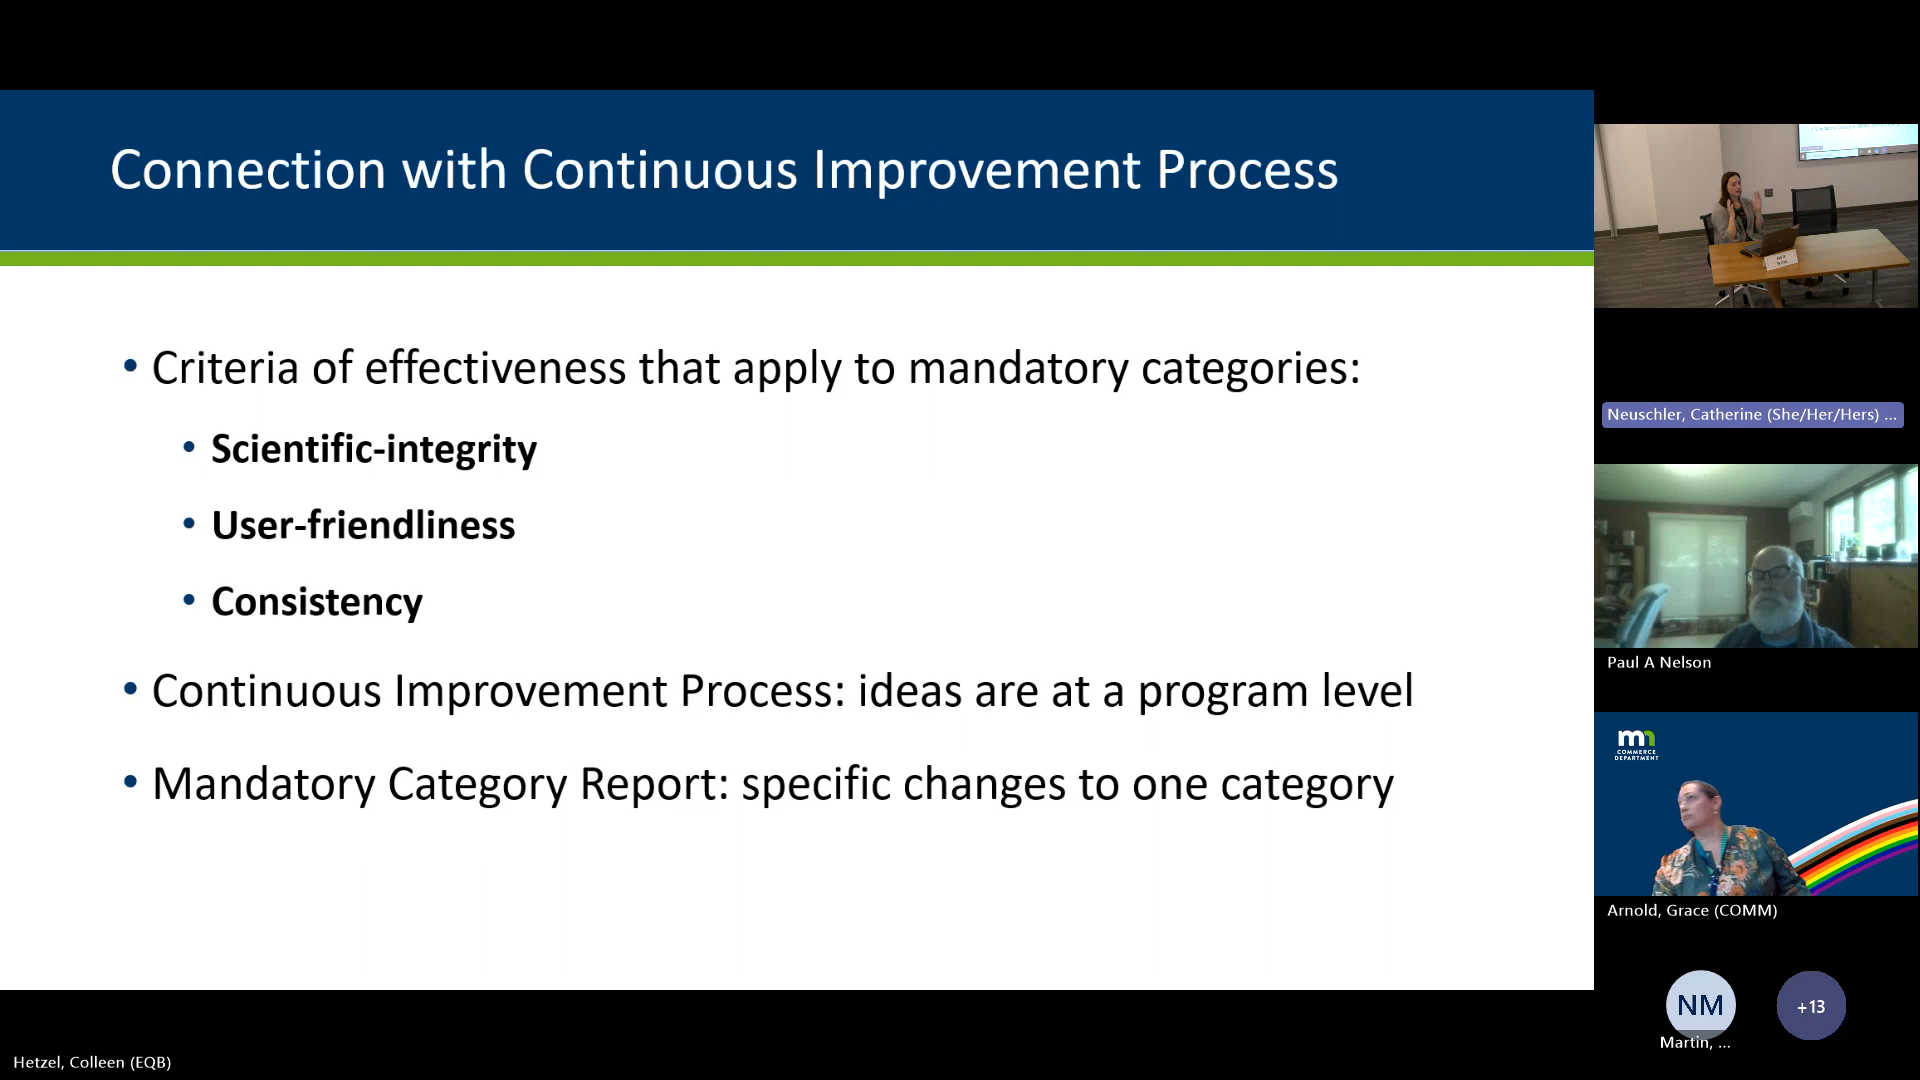 Connection with Continuous Improvement Process
• Criteria of effectiveness that apply to mandatory categories:
• Scientific-integrity
• User-friendliness
• Consistency
• Continuous Improvement Process: ideas are at a program level
• Mandatory Category Report: specific changes to one category
Neuschler, Catherine (She/Her/Hers) ...
Paul A Nelson
mn
COMMERCE
DEPARTMENT
Arnold, Grace (COMM)
NM
+13
Martin, ...
Hetzel, Colleen (EQB)